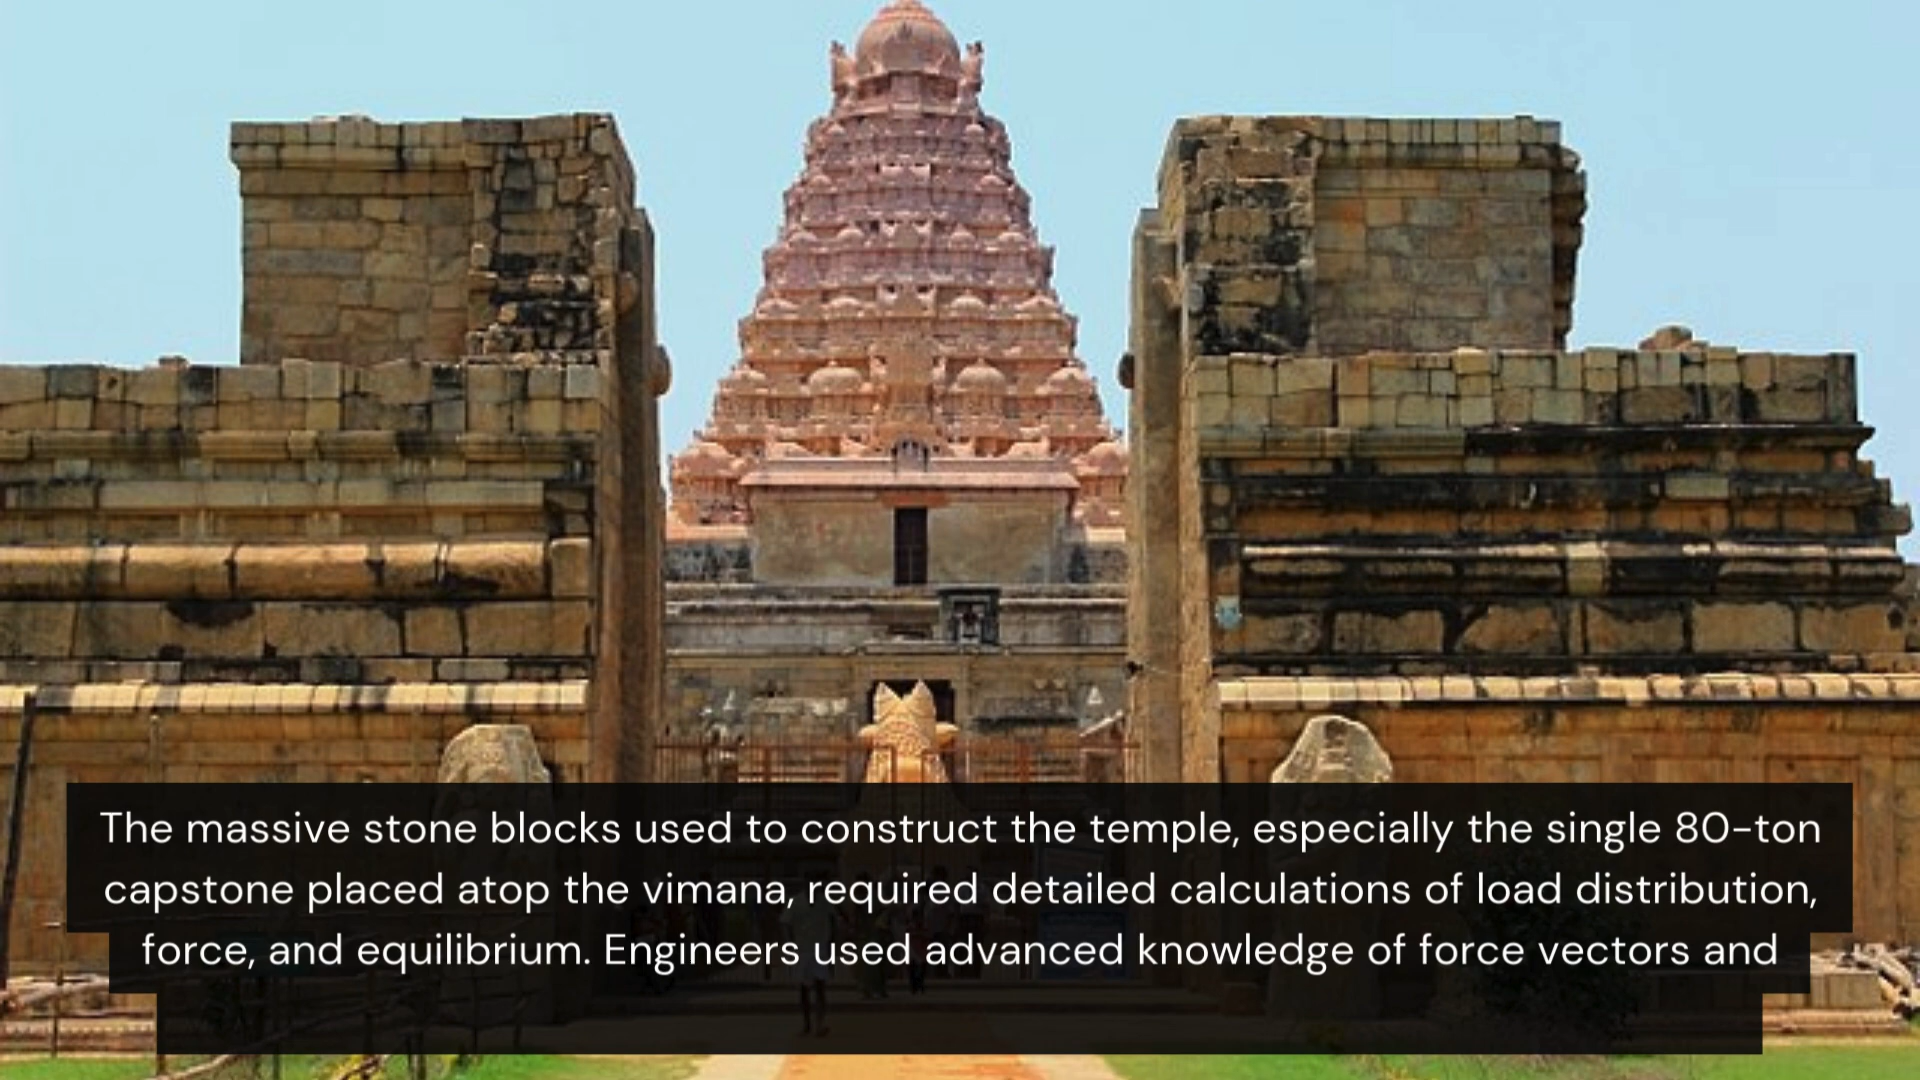 The massive stone blocks used to construct the temple, especially the single 80-ton
capstone placed atop the vimana, required detailed calculations of load distribution,
force, and equilibrium. Engineers used advanced knowledge of force vectors and